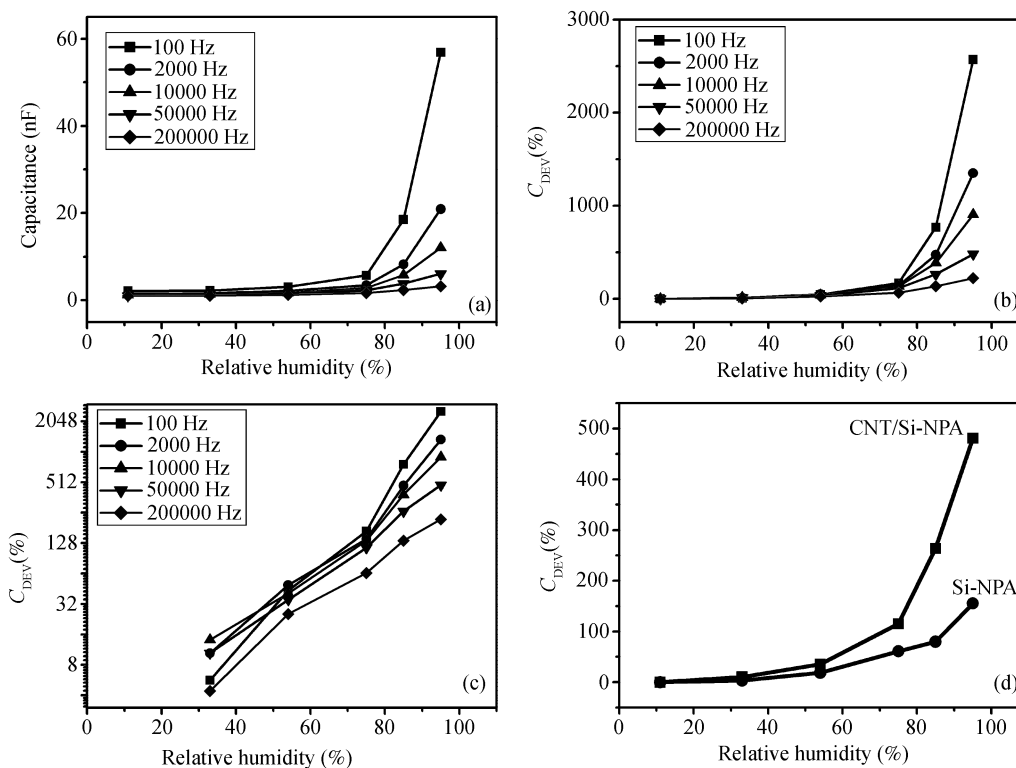 60
40
20
0
Capacitance (nF)
100 Hz
2000 Hz
10000 Hz
50000 Hz
200000 Hz
(a)
0 20 40 60 80 100
Relative humidity (%)
3000
2000
1000
0
C_DEV(%)
100 Hz
2000 Hz
10000 Hz
50000 Hz
200000 Hz
(b)
0 20 40 60 80 100
Relative humidity (%)
2048
512
128
32
8
C_DEV(%)
100 Hz
2000 Hz
10000 Hz
50000 Hz
200000 Hz
(c)
0 20 40 60 80 100
Relative humidity (%)
500
400
300
200
100
0
C_DEV(%)
CNT/Si-NPA
Si-NPA
(d)
0 20 40 60 80 100
Relative humidity (%)